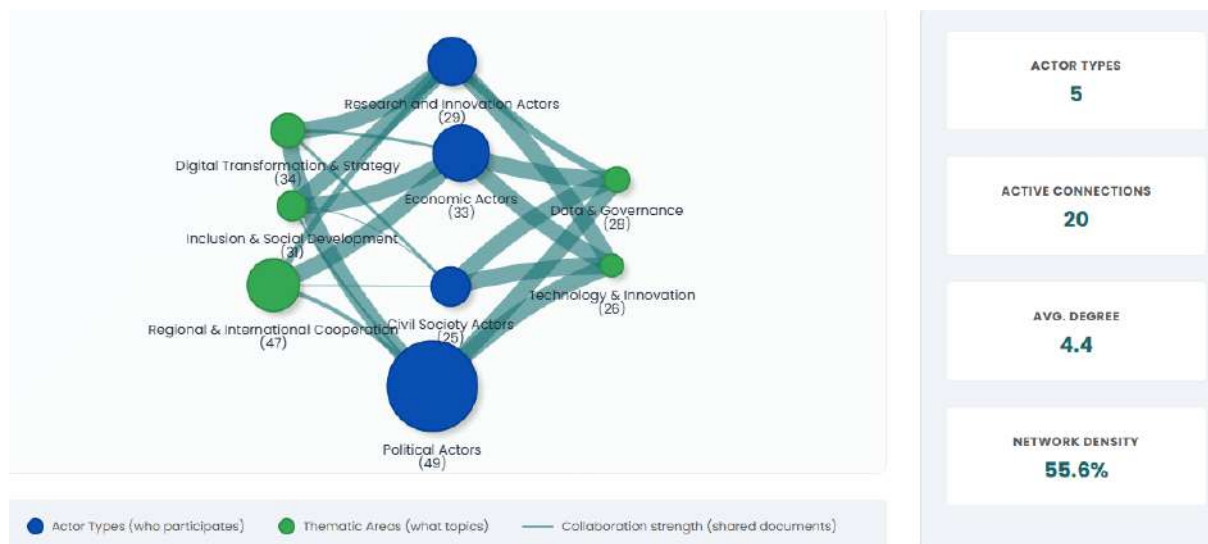 Research and Innovation Actors
(29)
Digital Transformation & Strategy
(34)
Economic Actors
(33)
Data & Governance
(28)
Inclusion & Social Development
(31)
Technology & Innovation
(26)
Regional & International Cooperation
(47)
Civil Society Actors
(25)
Political Actors
(49)
Actor Types (who participates)
Thematic Areas (what topics)
Collaboration strength (shared documents)
ACTOR TYPES
5
ACTIVE CONNECTIONS
20
AVG. DEGREE
4.4
NETWORK DENSITY
55.6%